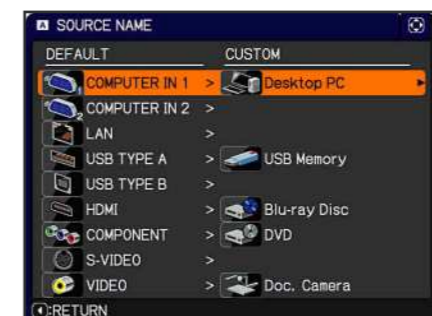 SOURCE NAME
DEFAULT CUSTOM
COMPUTER IN 1 > Desktop PC
COMPUTER IN 2 >
LAN >
USB TYPE A > USB Memory
USB TYPE B >
HDMI > Blu-ray Disc
COMPONENT > DVD
S-VIDEO >
VIDEO > Doc. Camera
:RETURN